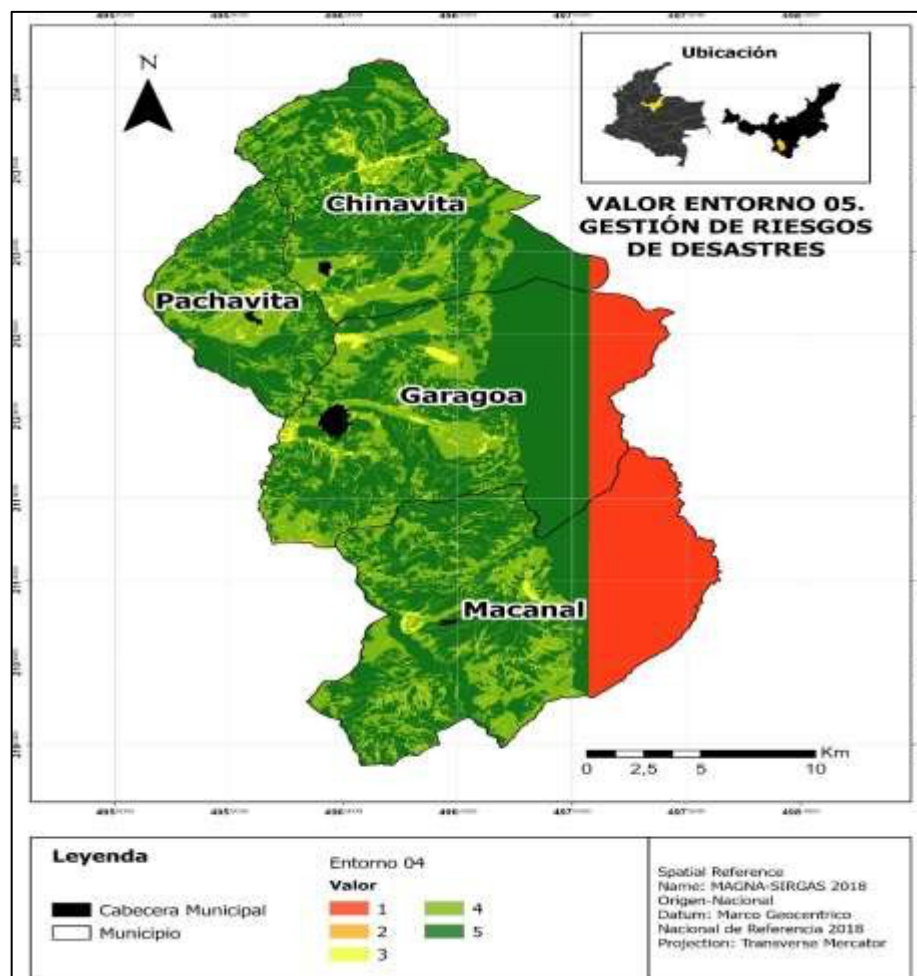 N
Ubicación
VALOR ENTORNO 05.
GESTIÓN DE RIESGOS
DE DESASTRES
Chinavita
Pachavita
Garagoa
Macanal
Km
0 2,5 5 10
Leyenda
Cabecera Municipal
Municipio
Entorno 04
Valor
1 4
2 5
3
Spatial Reference
Name: MAGNA-SIRGAS 2018
Origen-Nacional
Datum: Marco Geocentrico
Nacional de Referencia 2018
Projection: Transverse Mercator